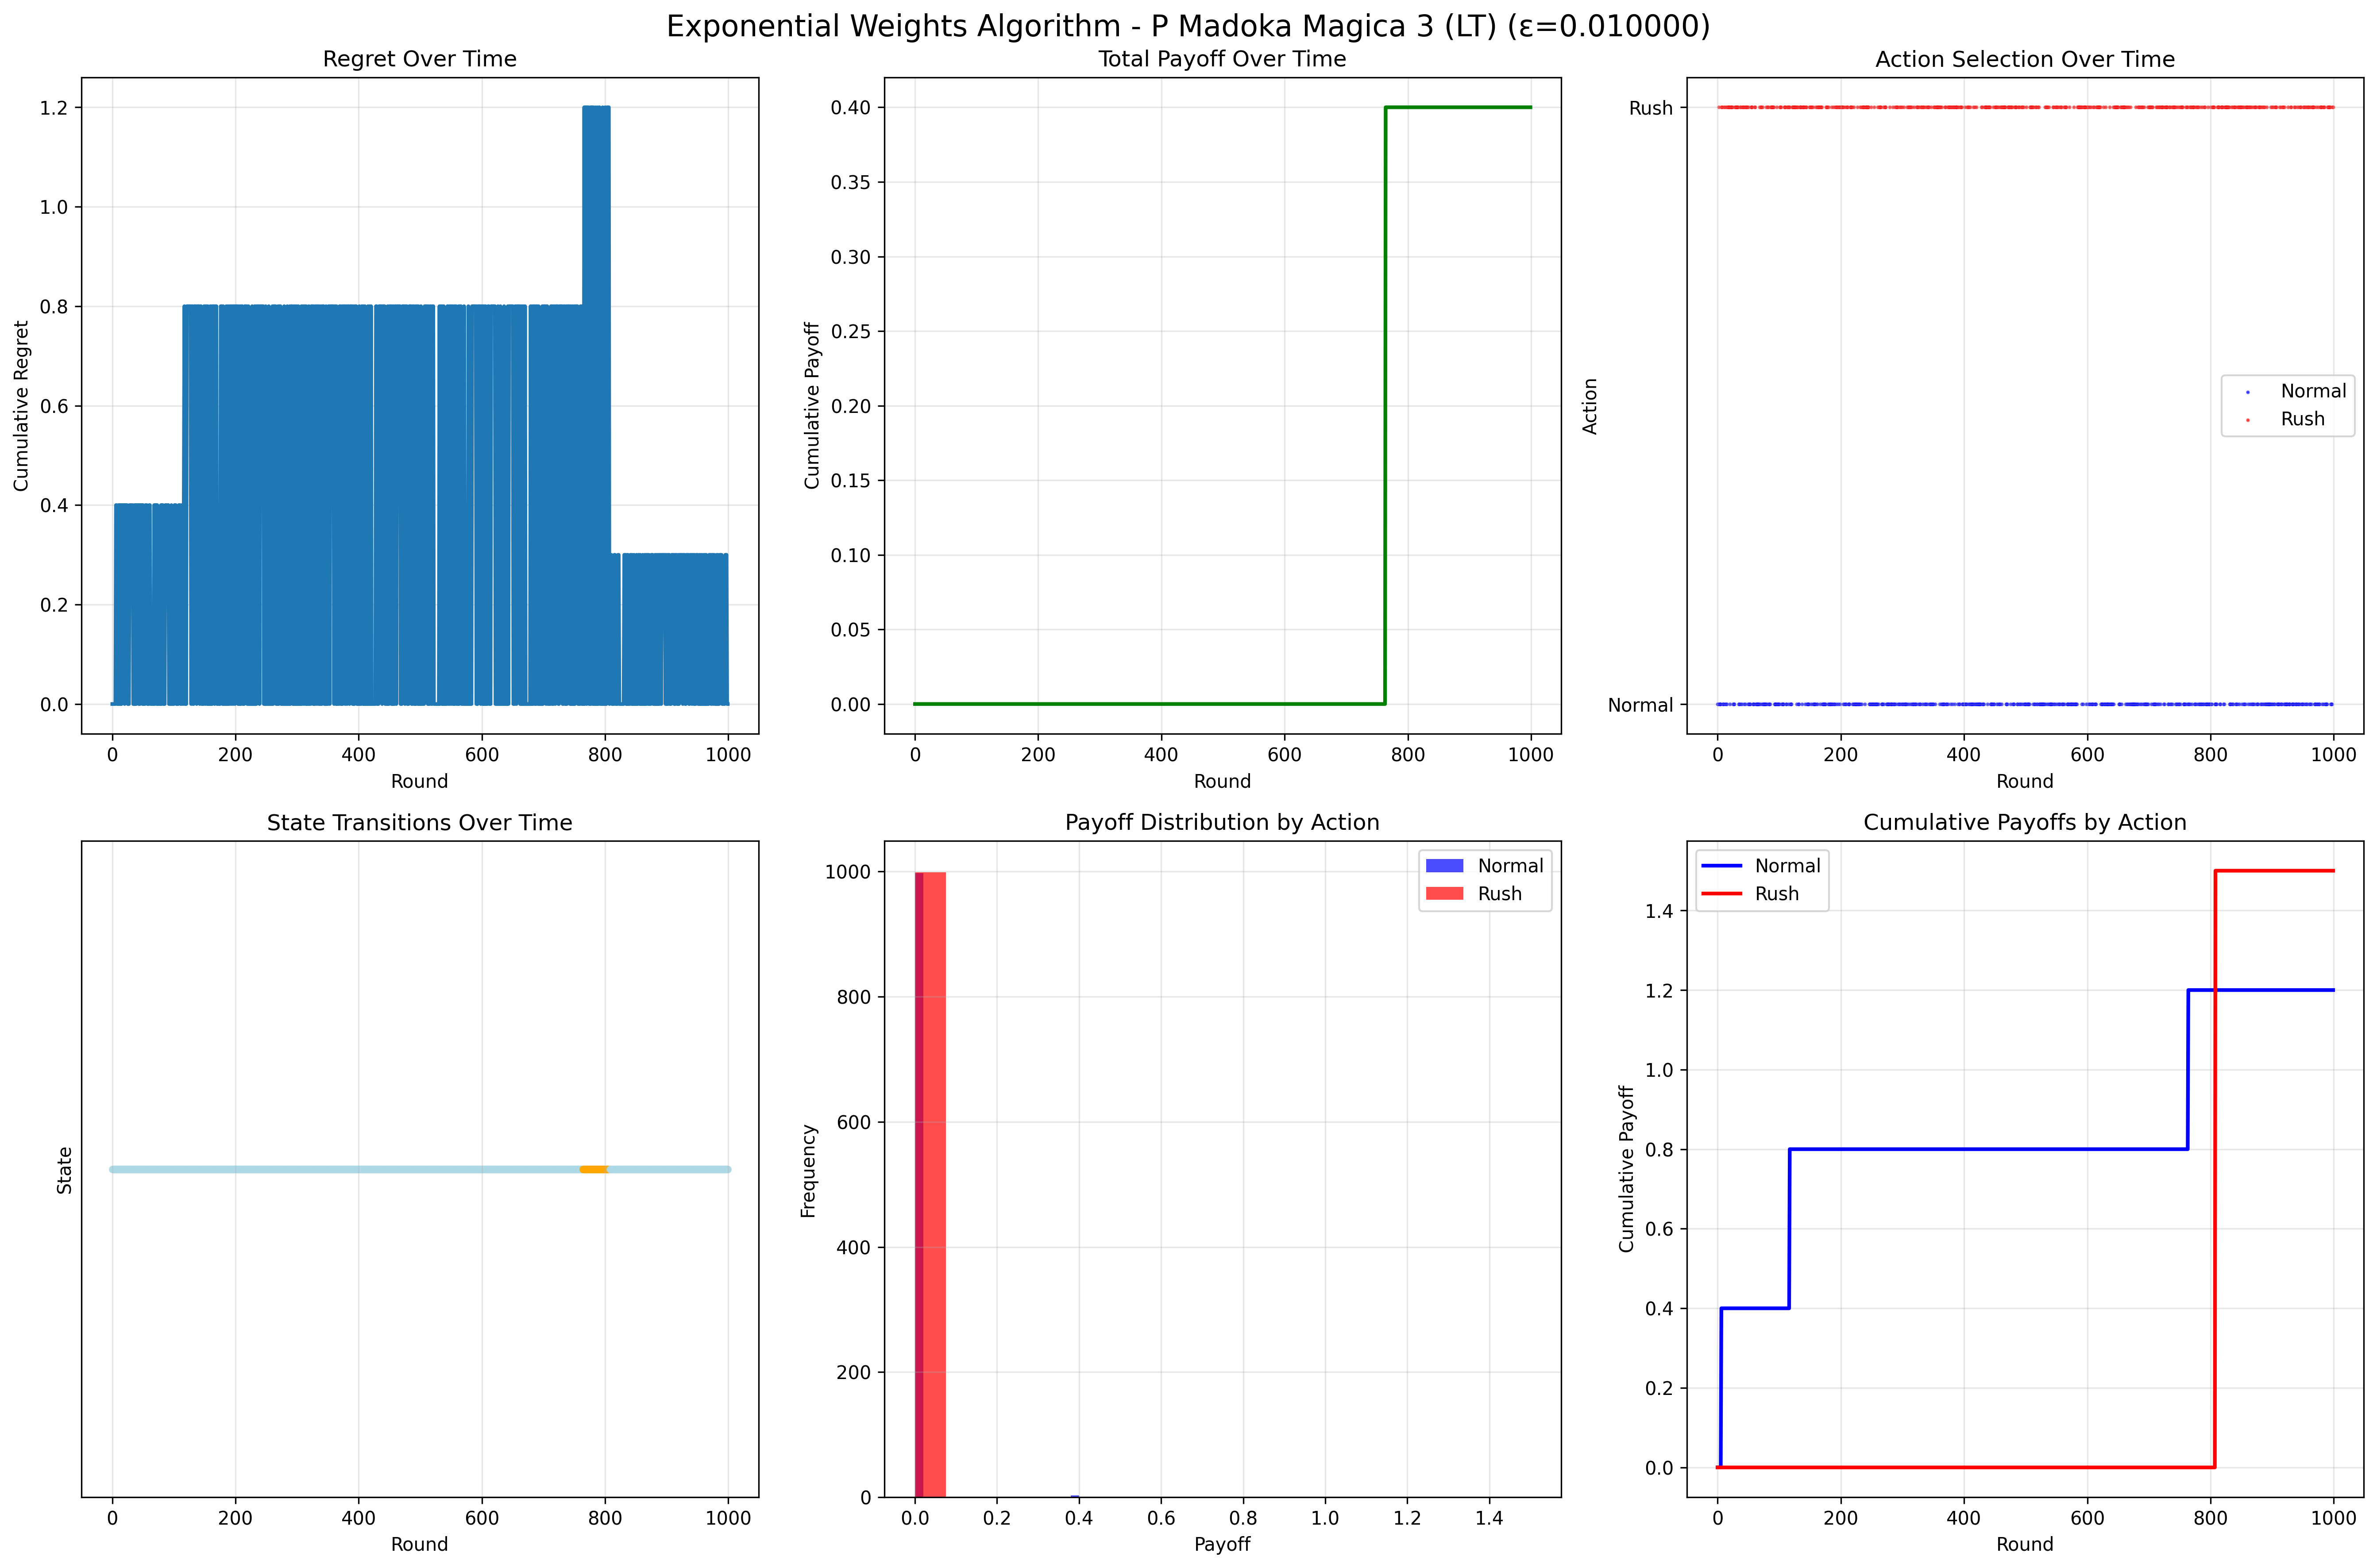 Exponential Weights Algorithm - P Madoka Magica 3 (LT) (ε=0.010000)
Regret Over Time
Cumulative Regret
1.2
1.0
0.8
0.6
0.4
0.2
0.0
0 200 400 600 800 1000
Round
Total Payoff Over Time
Cumulative Payoff
0.40
0.35
0.30
0.25
0.20
0.15
0.10
0.05
0.00
0 200 400 600 800 1000
Round
Action Selection Over Time
Action
Rush
Normal
Normal
Rush
0 200 400 600 800 1000
Round
State Transitions Over Time
State
0 200 400 600 800 1000
Round
Payoff Distribution by Action
Frequency
1000
800
600
400
200
0
Normal
Rush
0.0 0.2 0.4 0.6 0.8 1.0 1.2 1.4
Payoff
Cumulative Payoffs by Action
Cumulative Payoff
Normal
Rush
1.4
1.2
1.0
0.8
0.6
0.4
0.2
0.0
0 200 400 600 800 1000
Round